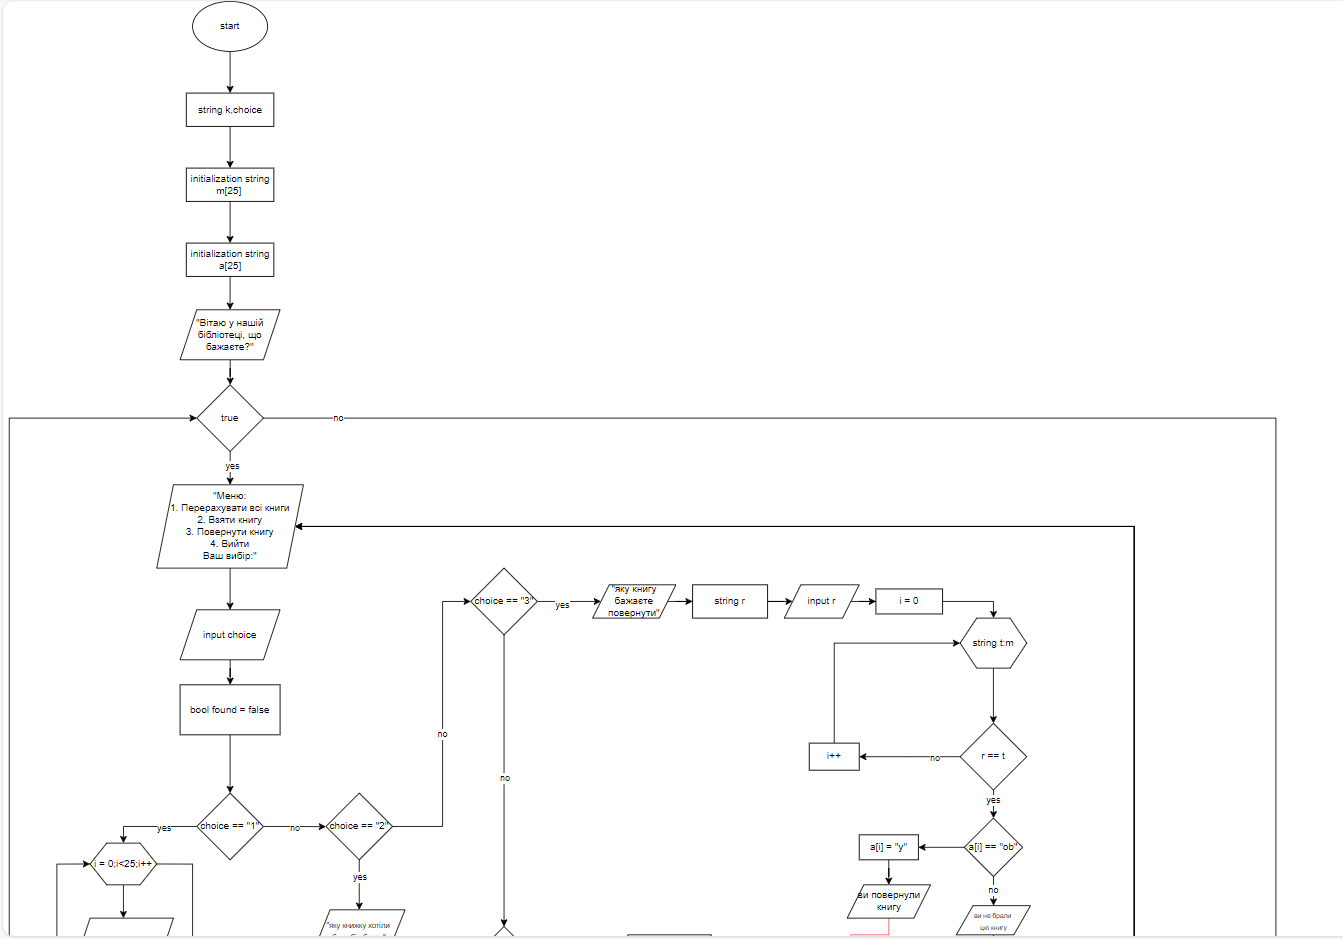 start
string k,choice
initialization string
m[25]
initialization string
a[25]
"Вітаю у нашій
бібліотеці, що
бажаєте?"
true
no
yes
"Меню:
1. Перерахувати всі книги
2. Взяти книгу
3. Повернути книгу
4. Вийти
Ваш вибір:"
input choice
bool found = false
choice == "1"
yes
no
choice == "2"
no
yes
choice == "3"
yes
no
"яку книгу
бажаєте
повернути"
string r
input r
i = 0
string t:m
r == t
no
i++
yes
a[i] == "ob"
a[i] = "y"
no
ви повернули
книгу
ви не брали
цю книгу
i = 0;i<25;i++
"яку книжку хотіли